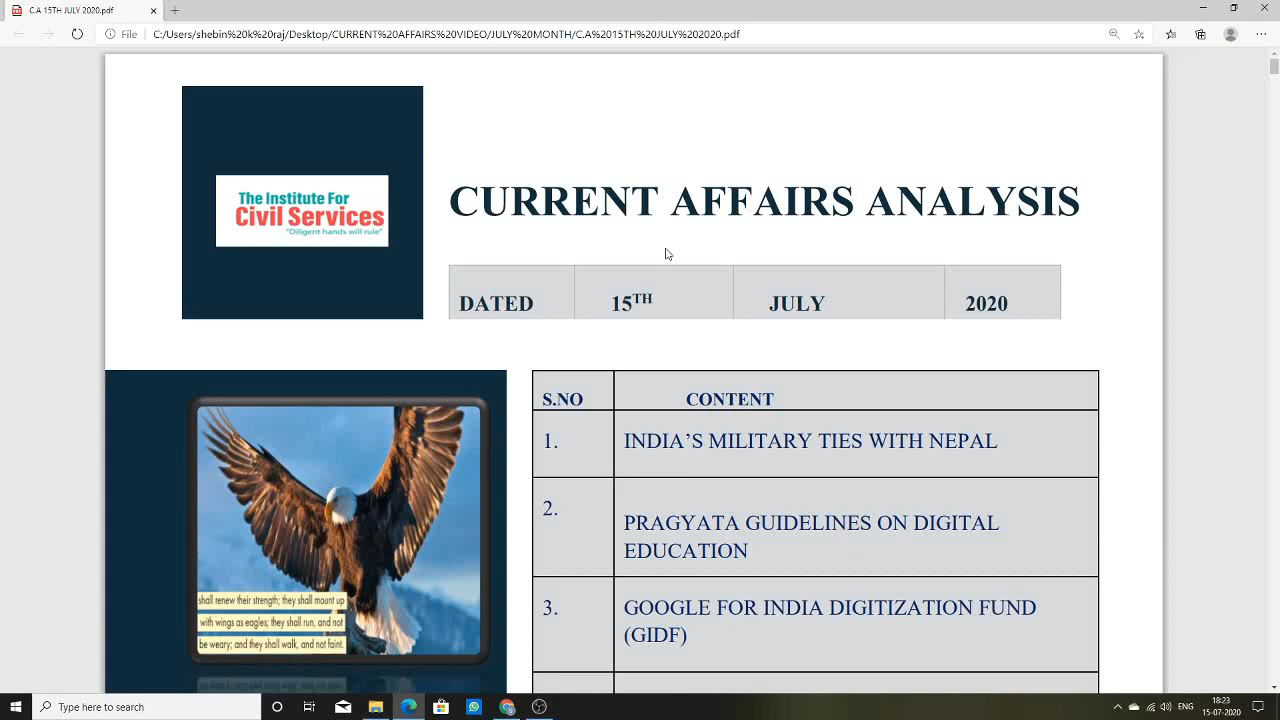 C.A 15TH JULY 2020.pdf
File C:/Users/shebin%20k%20raj/Desktop/CURRENT%20AFFAIRS%20VIDEO/JULY%20MONTH/C.A%2015TH%20JULY%202020.pdf
The Institute For
Civil Services
"Diligent hands will rule"
CURRENT AFFAIRS ANALYSIS
DATED 15TH JULY 2020
S.NO CONTENT
1. INDIA’S MILITARY TIES WITH NEPAL
2. PRAGYATA GUIDELINES ON DIGITAL
EDUCATION
3. GOOGLE FOR INDIA DIGITIZATION FUND
(GIDF)
shall renew their strength; they shall mount up
with wings as eagles; they shall run, and not
be weary; and they shall walk, and not faint.
Type here to search
ENG
18:23
15-07-2020